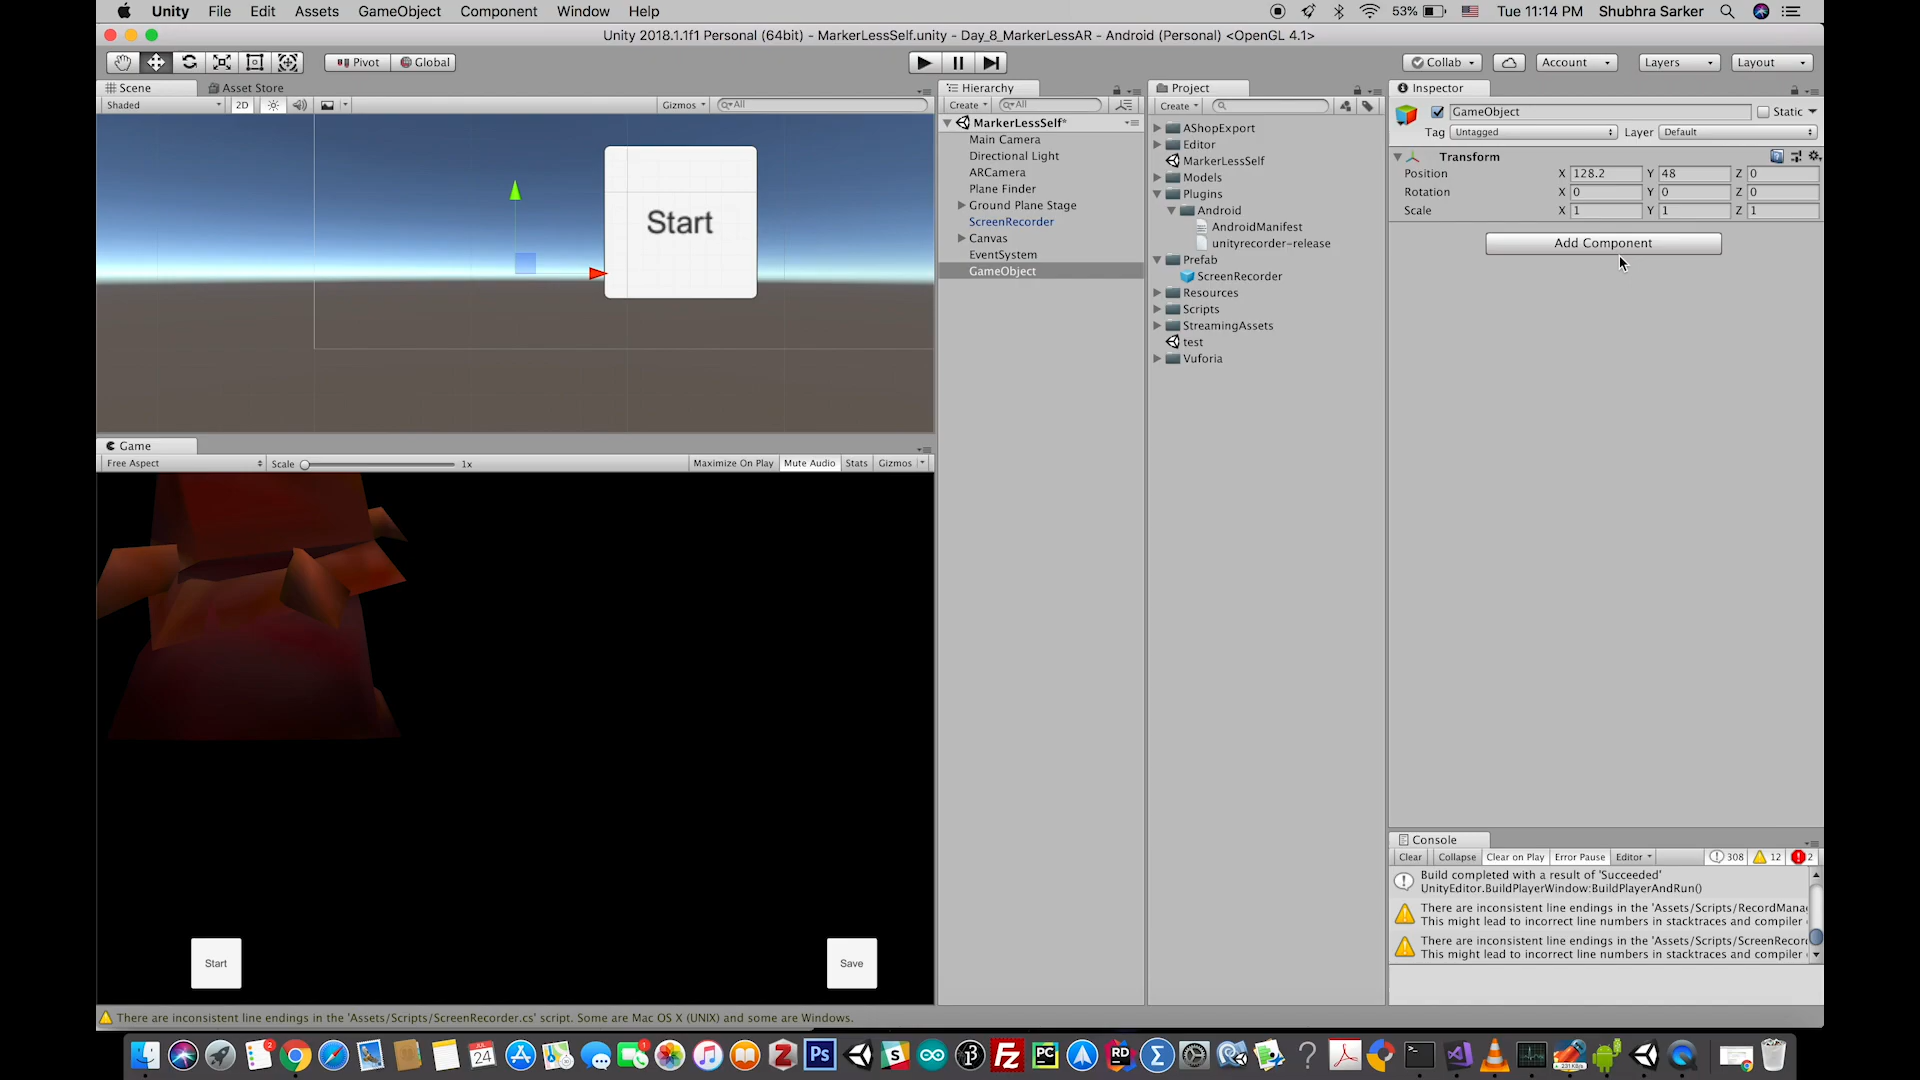 Unity File Edit Assets GameObject Component Window Help
53% Tue 11:14 PM Shubhra Sarker
Unity 2018.1.1f1 Personal (64bit) - MarkerLessSelf.unity - Day_8_MarkerLessAR - Android (Personal) <OpenGL 4.1>
Pivot Global
Collab Account Layers Layout
Scene Asset Store
Shaded 2D Gizmos All
Start
Game
Free Aspect Scale 1x Maximize On Play Mute Audio Stats Gizmos
Start Save
Hierarchy
Create All
MarkerLessSelf*
Main Camera
Directional Light
ARCamera
Plane Finder
Ground Plane Stage
ScreenRecorder
Canvas
EventSystem
GameObject
Project
Create
AShopExport
Editor
MarkerLessSelf
Models
Plugins
Android
AndroidManifest
unityrecorder-release
Prefab
ScreenRecorder
Resources
Scripts
StreamingAssets
test
Vuforia
Inspector
GameObject Static
Tag Untagged Layer Default
Transform
Position X 128.2 Y 48 Z 0
Rotation X 0 Y 0 Z 0
Scale X 1 Y 1 Z 1
Add Component
Console
Clear Collapse Clear on Play Error Pause Editor 308 12 2
Build completed with a result of 'Succeeded'
UnityEditor.BuildPlayerWindow:BuildPlayerAndRun()
There are inconsistent line endings in the 'Assets/Scripts/RecordMana
This might lead to incorrect line numbers in stacktraces and compiler
There are inconsistent line endings in the 'Assets/Scripts/ScreenRecor
This might lead to incorrect line numbers in stacktraces and compiler
There are inconsistent line endings in the 'Assets/Scripts/ScreenRecorder.cs' script. Some are Mac OS X (UNIX) and some are Windows.